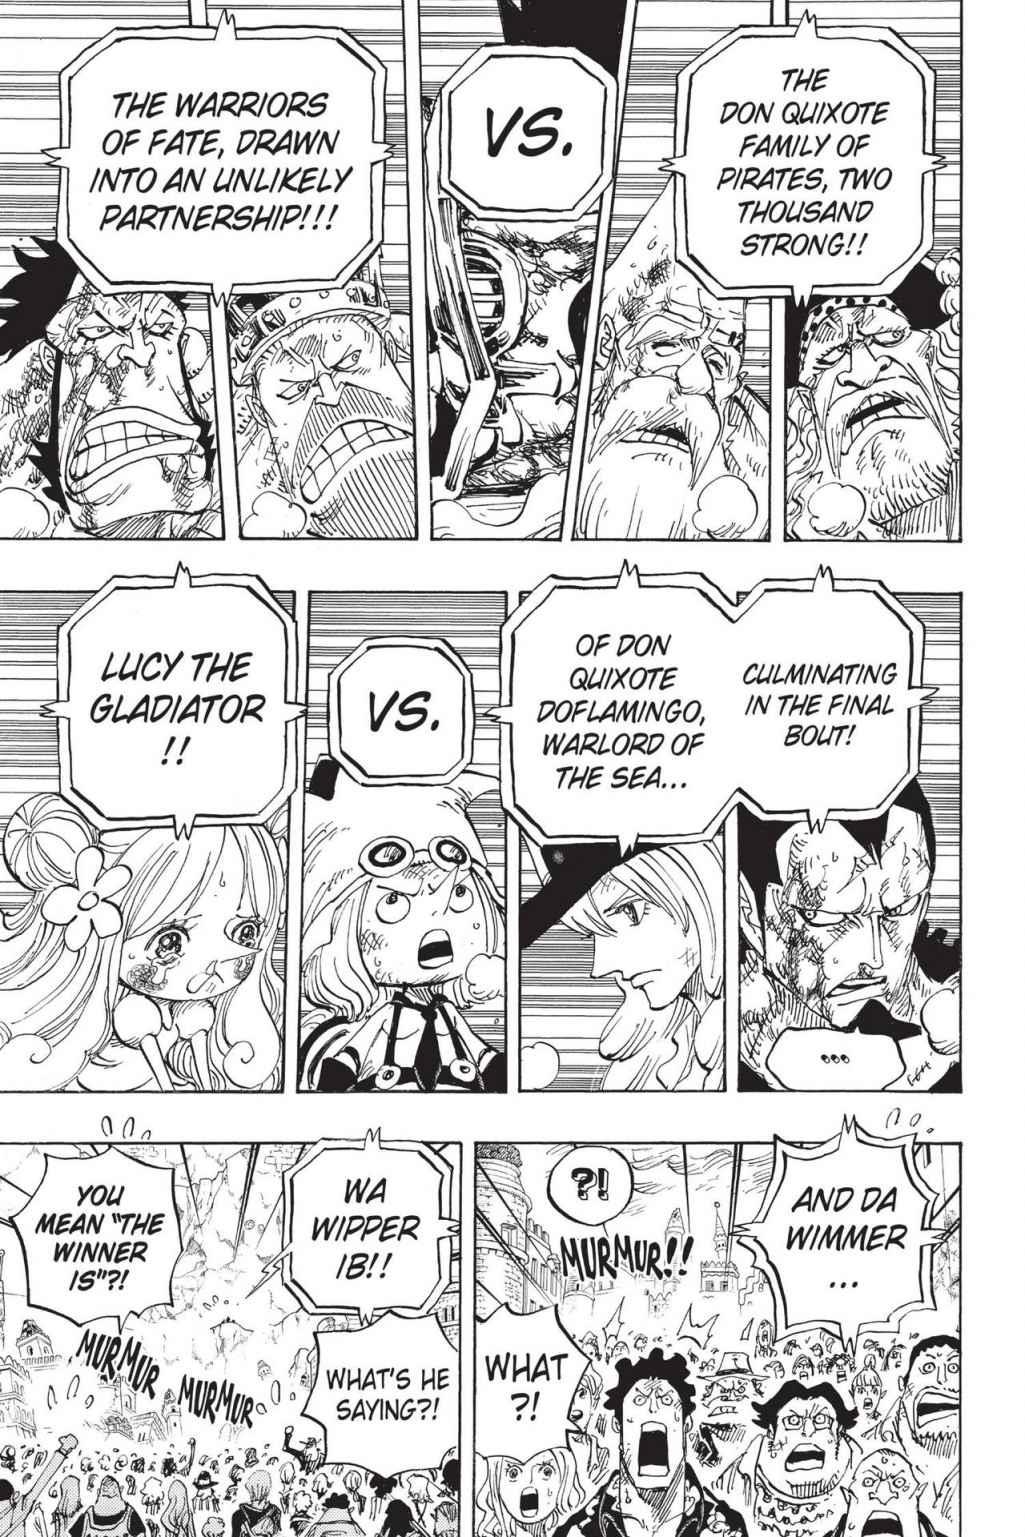 THE
DON QUIXOTE
FAMILY OF
PIRATES, TWO
THOUSAND
STRONG!!
VS.
THE WARRIORS
OF FATE, DRAWN
INTO AN UNLIKELY
PARTNERSHIP!!!
CULMINATING
IN THE FINAL
BOUT!
OF DON
QUIXOTE
DOFLAMINGO,
WARLORD OF
THE SEA...
VS.
LUCY THE
GLADIATOR
!!
...
AND DA
WIMMER
...
?!
MURMUR!!
WHAT
?!
WA
WIPPER
IB!!
WHAT'S HE
SAYING?!
YOU
MEAN "THE
WINNER
IS"?!
MURMUR
MURMUR